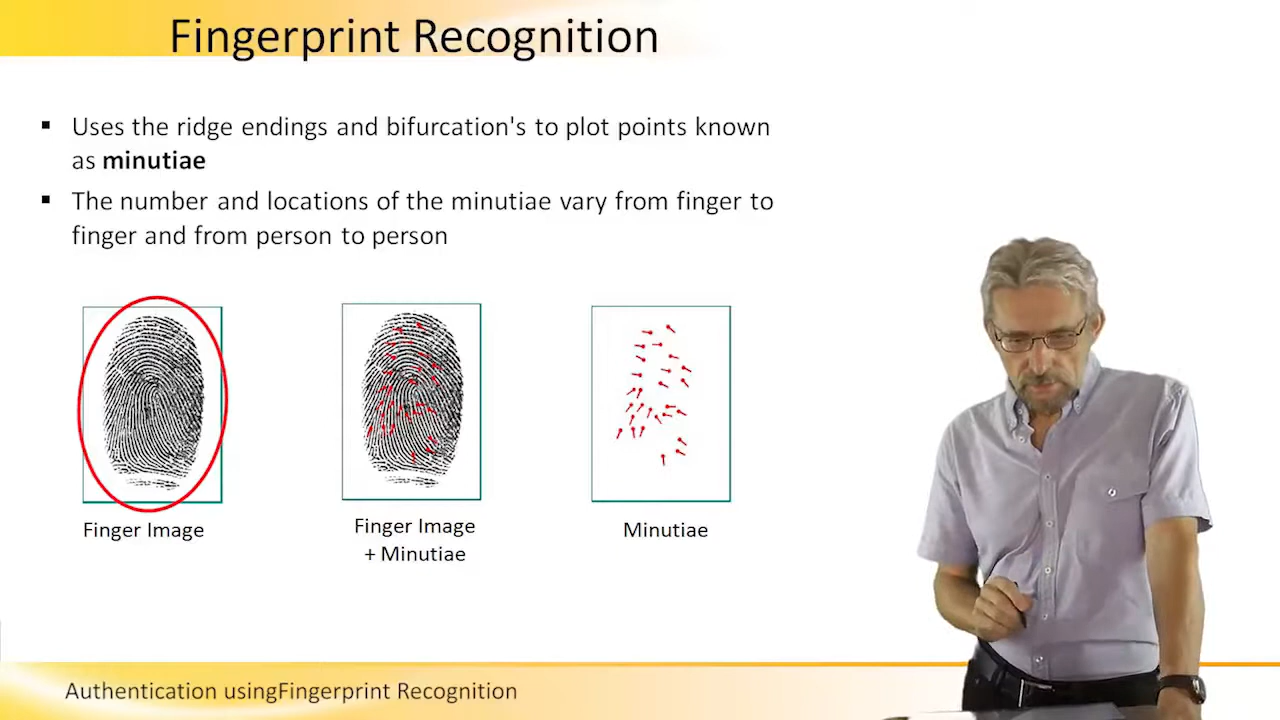 Fingerprint Recognition
▪ Uses the ridge endings and bifurcation's to plot points known
as minutiae
▪ The number and locations of the minutiae vary from finger to
finger and from person to person
Finger Image
Finger Image
+ Minutiae
Minutiae
Authentication usingFingerprint Recognition